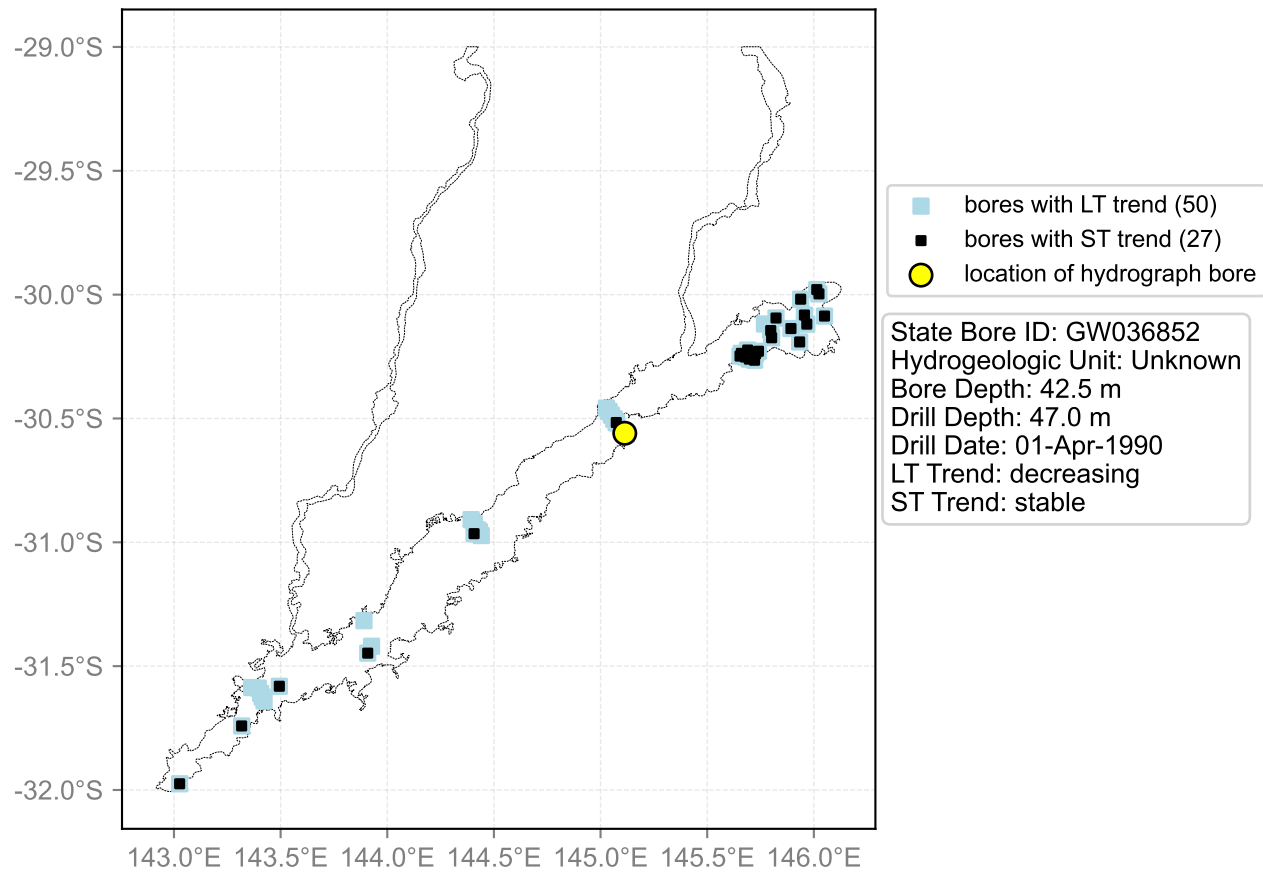 -29.0°S
-29.5°S
-30.0°S
-30.5°S
-31.0°S
-31.5°S
-32.0°S
143.0°E 143.5°E 144.0°E 144.5°E 145.0°E 145.5°E 146.0°E
bores with LT trend (50)
bores with ST trend (27)
location of hydrograph bore
State Bore ID: GW036852
Hydrogeologic Unit: Unknown
Bore Depth: 42.5 m
Drill Depth: 47.0 m
Drill Date: 01-Apr-1990
LT Trend: decreasing
ST Trend: stable